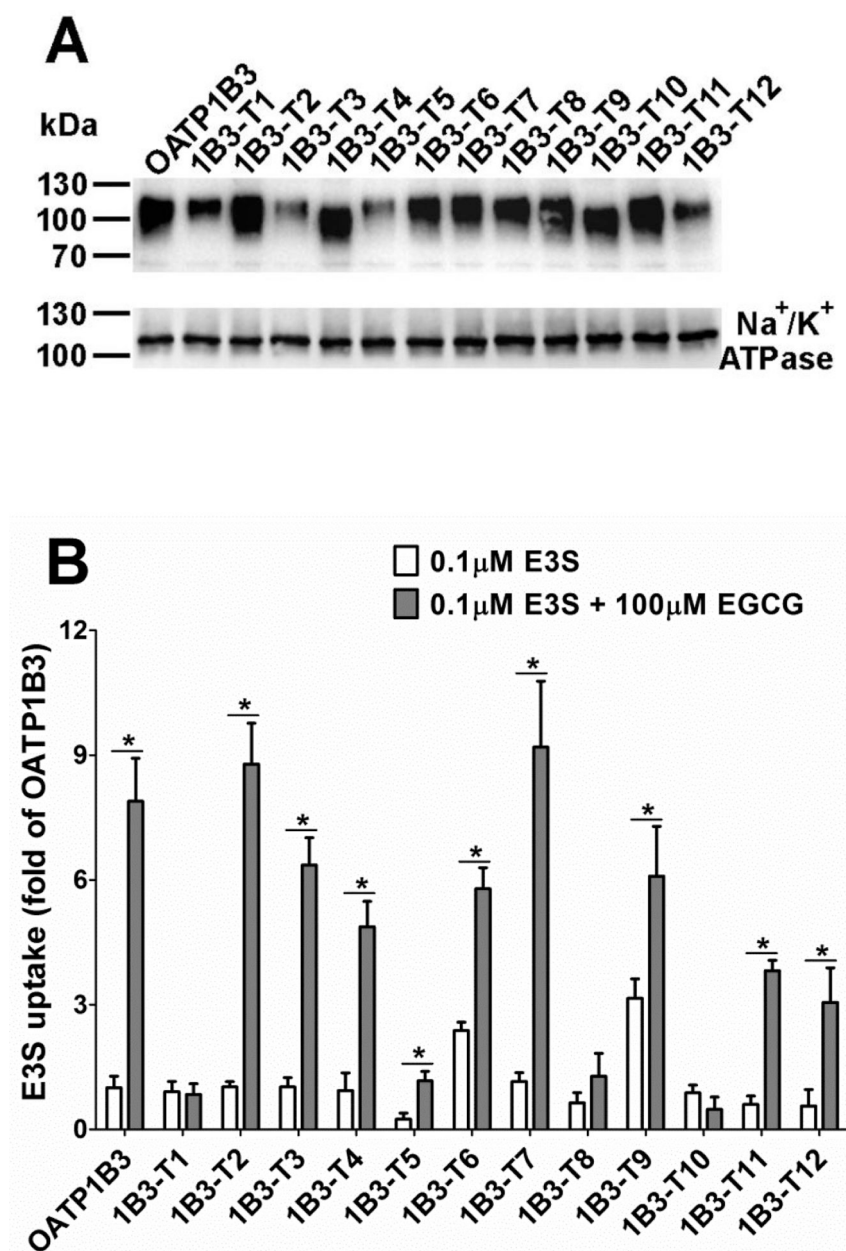 A
kDa
OATP1B3
1B3-T1
1B3-T2
1B3-T3
1B3-T4
1B3-T5
1B3-T6
1B3-T7
1B3-T8
1B3-T9
1B3-T10
1B3-T11
1B3-T12
130
100
70
130
100
Na⁺/K⁺
ATPase
B
0.1μM E3S
0.1μM E3S + 100μM EGCG
E3S uptake (fold of OATP1B3)
12
9
6
3
0
* * * * * * * * * *
OATP1B3
1B3-T1
1B3-T2
1B3-T3
1B3-T4
1B3-T5
1B3-T6
1B3-T7
1B3-T8
1B3-T9
1B3-T10
1B3-T11
1B3-T12